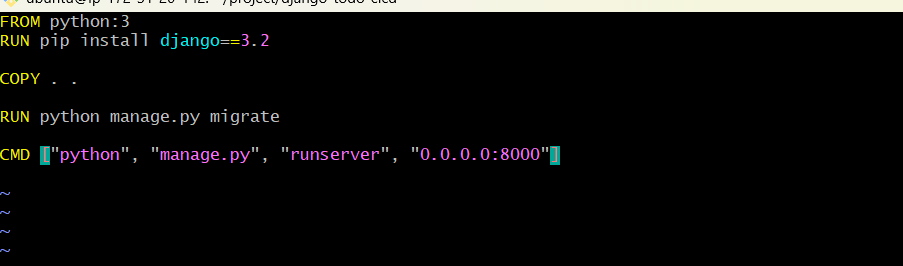 FROM python:3
RUN pip install django==3.2
COPY . .
RUN python manage.py migrate
CMD ["python", "manage.py", "runserver", "0.0.0.0:8000"]
~
~
~
~